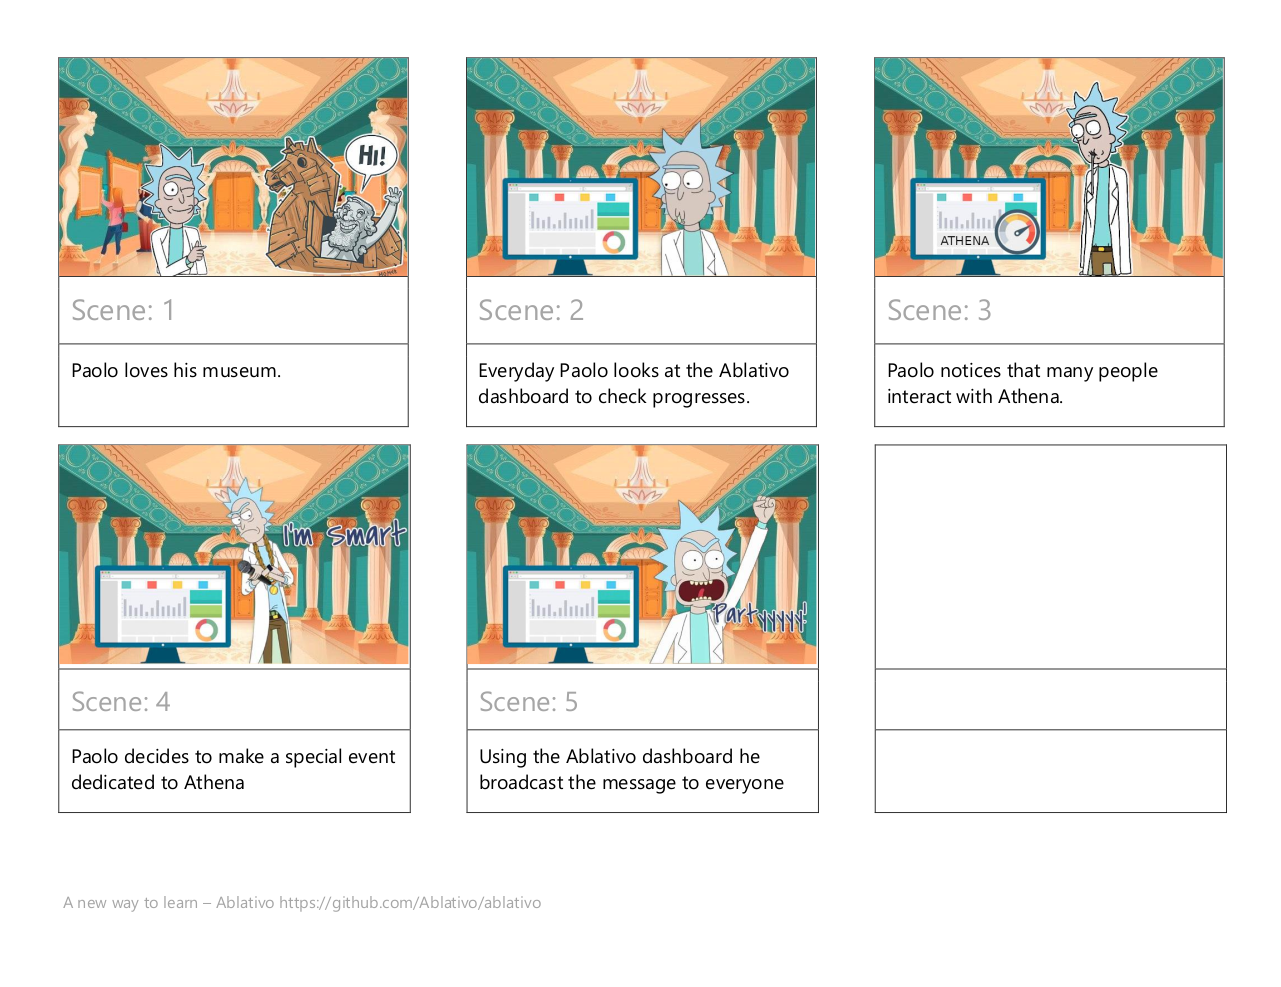 Hi!
Scene: 1
Paolo loves his museum.
Scene: 2
Everyday Paolo looks at the Ablativo
dashboard to check progresses.
ATHENA
Scene: 3
Paolo notices that many people
interact with Athena.
I'm Smart
Scene: 4
Paolo decides to make a special event
dedicated to Athena
Partyyyyy!
Scene: 5
Using the Ablativo dashboard he
broadcast the message to everyone
A new way to learn – Ablativo https://github.com/Ablativo/ablativo